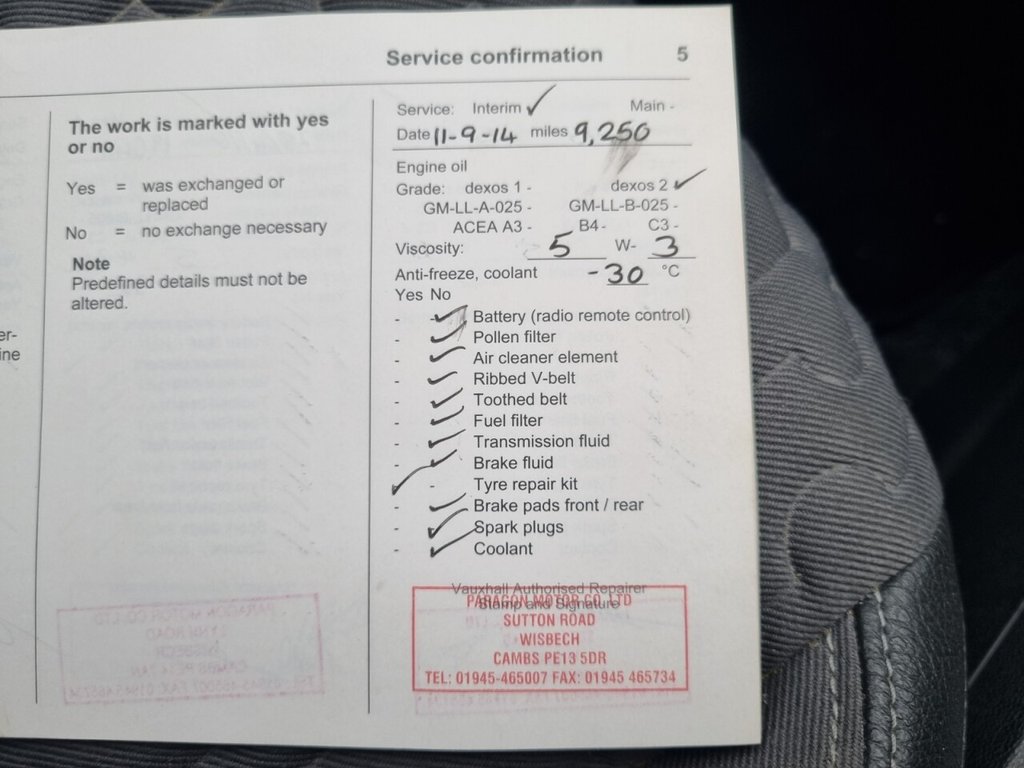 Service confirmation 5
er-
ine
The work is marked with yes
or no
Yes = was exchanged or
replaced
No = no exchange necessary
Note
Predefined details must not be
altered.
Service: Interim ✓ Main -
Date 11-9-14 miles 9,250
Engine oil
Grade: dexos 1 - dexos 2 ✓
GM-LL-A-025 - GM-LL-B-025 -
ACEA A3 - B4- C3 -
Viscosity: 5 W- 3
Anti-freeze, coolant -30 °C
Yes No
- ✓ Battery (radio remote control)
- ✓ Pollen filter
- ✓ Air cleaner element
- ✓ Ribbed V-belt
- ✓ Toothed belt
- ✓ Fuel filter
- ✓ Transmission fluid
- ✓ Brake fluid
✓ - Tyre repair kit
- ✓ Brake pads front / rear
- ✓ Spark plugs
- ✓ Coolant
Vauxhall Authorised Repairer
Stamp and Signature
PARAGON MOTOR CO. LTD
SUTTON ROAD
WISBECH
CAMBS PE13 5DR
TEL: 01945-465007 FAX: 01945 465734